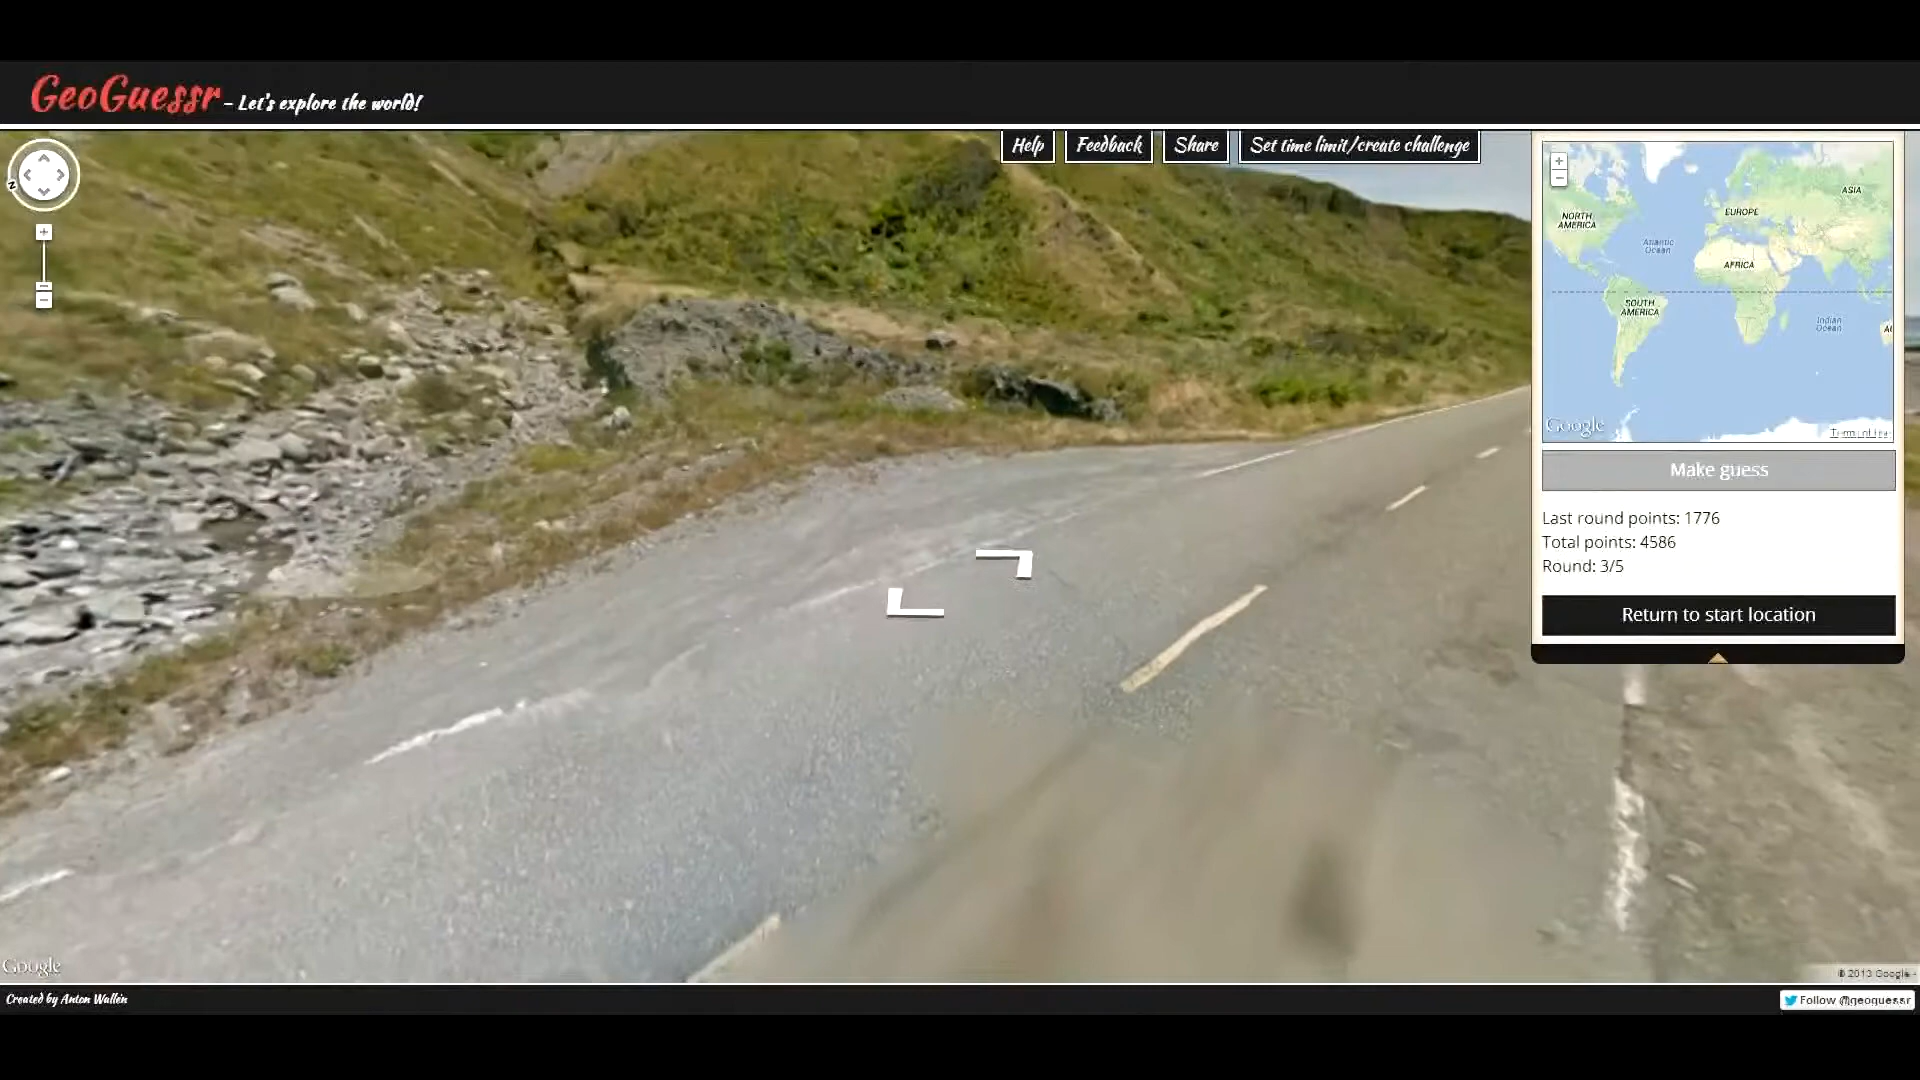 GeoGuessr - Let's explore the world!
Help
Feedback
Share
Set time limit/create challenge
N
+
−
+
−
NORTH
AMERICA
Atlantic
Ocean
EUROPE
ASIA
AFRICA
SOUTH
AMERICA
Indian
Ocean
Google
Make guess
Last round points: 1776
Total points: 4586
Round: 3/5
Return to start location
Google
© 2013 Google
Created by Anton Wallén
Follow @geoguessr